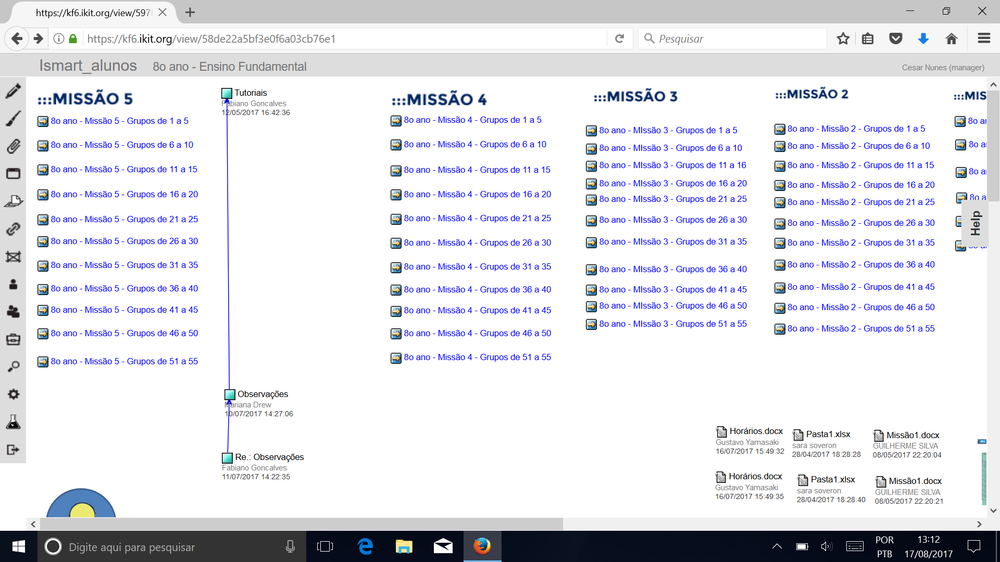 https://kf6.ikit.org/view/597
https://kf6.ikit.org/view/58de22a5bf3e0f6a03cb76e1
Pesquisar
Ismart_alunos
8o ano - Ensino Fundamental
Cesar Nunes (manager)
:::MISSÃO 5
8o ano - Missão 5 - Grupos de 1 a 5
8o ano - Missão 5 - Grupos de 6 a 10
8o ano - Missão 5 - Grupos de 11 a 15
8o ano - Missão 5 - Grupos de 16 a 20
8o ano - Missão 5 - Grupos de 21 a 25
8o ano - Missão 5 - Grupos de 26 a 30
8o ano - Missão 5 - Grupos de 31 a 35
8o ano - Missão 5 - Grupos de 36 a 40
8o ano - Missão 5 - Grupos de 41 a 45
8o ano - Missão 5 - Grupos de 46 a 50
8o ano - Missão 5 - Grupos de 51 a 55
Tutoriais
Fabiano Goncalves
12/05/2017 16:42:36
Observações
Mariana Drew
10/07/2017 14:27:06
Re.: Observações
Fabiano Goncalves
11/07/2017 14:22:35
:::MISSÃO 4
8o ano - Missão 4 - Grupos de 1 a 5
8o ano - Missão 4 - Grupos de 6 a 10
8o ano - Missão 4 - Grupos de 11 a 15
8o ano - Missão 4 - Grupos de 16 a 20
8o ano - Missão 4 - Grupos de 21 a 25
8o ano - Missão 4 - Grupos de 26 a 30
8o ano - Missão 4 - Grupos de 31 a 35
8o ano - Missão 4 - Grupos de 36 a 40
8o ano - Missão 4 - Grupos de 41 a 45
8o ano - Missão 4 - Grupos de 46 a 50
8o ano - Missão 4 - Grupos de 51 a 55
:::MISSÃO 3
8o ano - MIssão 3 - Grupos de 1 a 5
8o ano - MIssão 3 - Grupos de 6 a 10
8o ano - MIssão 3 - Grupos de 11 a 16
8o ano - MIssão 3 - Grupos de 16 a 20
8o ano - MIssão 3 - Grupos de 21 a 25
8o ano - MIssão 3 - Grupos de 26 a 30
8o ano - MIssão 3 - Grupos de 31 a 35
8o ano - MIssão 3 - Grupos de 36 a 40
8o ano - MIssão 3 - Grupos de 41 a 45
8o ano - MIssão 3 - Grupos de 46 a 50
8o ano - MIssão 3 - Grupos de 51 a 55
:::MISSÃO 2
8o ano - Missão 2 - Grupos de 1 a 5
8o ano - Missão 2 - Grupos de 6 a 10
8o ano - Missão 2 - Grupos de 11 a 15
8o ano - Missão 2 - Grupos de 16 a 20
8o ano - Missão 2 - Grupos de 21 a 25
8o ano - Missão 2 - Grupos de 26 a 30
8o ano - Missão 2 - Grupos de 31 a 35
8o ano - Missão 2 - Grupos de 36 a 40
8o ano - Missão 2 - Grupos de 41 a 45
8o ano - Missão 2 - Grupos de 46 a 50
8o ano - Missão 2 - Grupos de 51 a 55
:::MIS
8o a
8o a
8o a
8o a
Help
Horários.docx
Gustavo Yamasaki
16/07/2017 15:49:32
Pasta1.xlsx
sara soveron
28/04/2017 18:28:28
Missão1.docx
GUILHERME SILVA
08/05/2017 22:20:04
Horários.docx
Gustavo Yamasaki
16/07/2017 15:49:35
Pasta1.xlsx
sara soveron
28/04/2017 18:28:40
Missão1.docx
GUILHERME SILVA
08/05/2017 22:20:21
Digite aqui para pesquisar
POR
PTB
13:12
17/08/2017